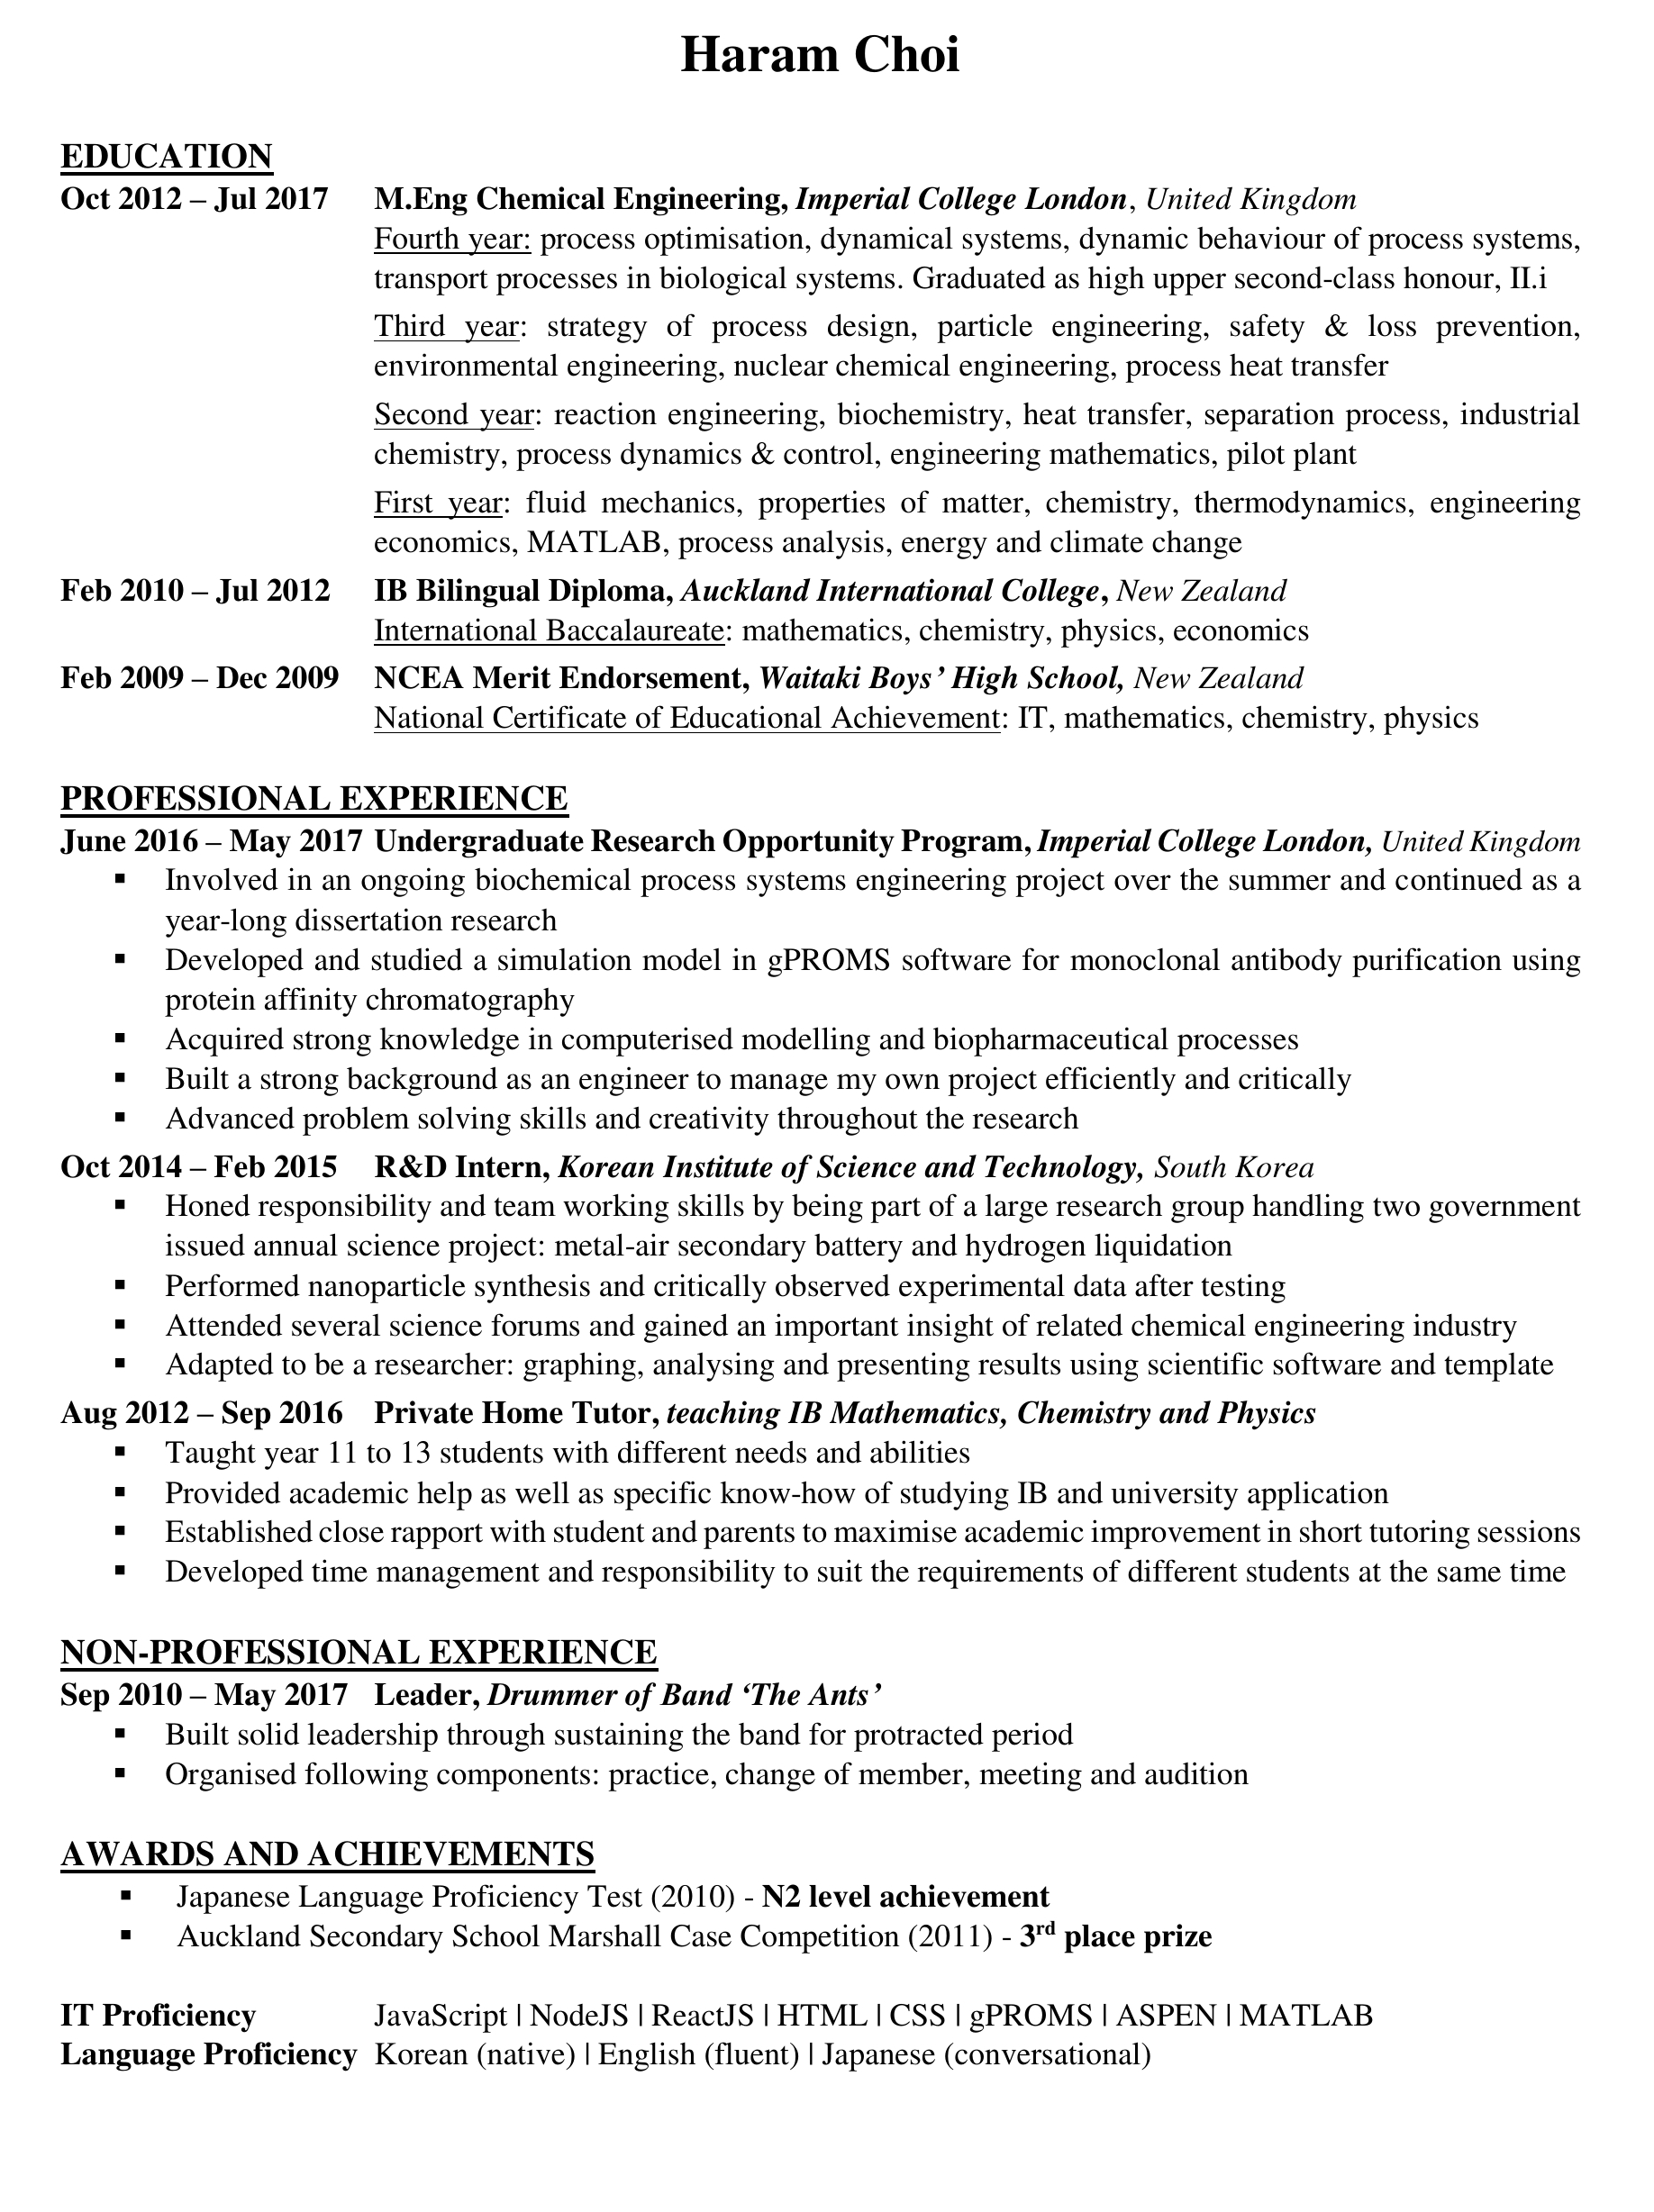 Haram Choi
EDUCATION
Oct 2012 – Jul 2017 M.Eng Chemical Engineering, Imperial College London, United Kingdom
Fourth year: process optimisation, dynamical systems, dynamic behaviour of process systems,
transport processes in biological systems. Graduated as high upper second-class honour, II.i
Third year: strategy of process design, particle engineering, safety & loss prevention,
environmental engineering, nuclear chemical engineering, process heat transfer
Second year: reaction engineering, biochemistry, heat transfer, separation process, industrial
chemistry, process dynamics & control, engineering mathematics, pilot plant
First year: fluid mechanics, properties of matter, chemistry, thermodynamics, engineering
economics, MATLAB, process analysis, energy and climate change
Feb 2010 – Jul 2012 IB Bilingual Diploma, Auckland International College, New Zealand
International Baccalaureate: mathematics, chemistry, physics, economics
Feb 2009 – Dec 2009 NCEA Merit Endorsement, Waitaki Boys’ High School, New Zealand
National Certificate of Educational Achievement: IT, mathematics, chemistry, physics
PROFESSIONAL EXPERIENCE
June 2016 – May 2017 Undergraduate Research Opportunity Program, Imperial College London, United Kingdom
▪ Involved in an ongoing biochemical process systems engineering project over the summer and continued as a
year-long dissertation research
▪ Developed and studied a simulation model in gPROMS software for monoclonal antibody purification using
protein affinity chromatography
▪ Acquired strong knowledge in computerised modelling and biopharmaceutical processes
▪ Built a strong background as an engineer to manage my own project efficiently and critically
▪ Advanced problem solving skills and creativity throughout the research
Oct 2014 – Feb 2015 R&D Intern, Korean Institute of Science and Technology, South Korea
▪ Honed responsibility and team working skills by being part of a large research group handling two government
issued annual science project: metal-air secondary battery and hydrogen liquidation
▪ Performed nanoparticle synthesis and critically observed experimental data after testing
▪ Attended several science forums and gained an important insight of related chemical engineering industry
▪ Adapted to be a researcher: graphing, analysing and presenting results using scientific software and template
Aug 2012 – Sep 2016 Private Home Tutor, teaching IB Mathematics, Chemistry and Physics
▪ Taught year 11 to 13 students with different needs and abilities
▪ Provided academic help as well as specific know-how of studying IB and university application
▪ Established close rapport with student and parents to maximise academic improvement in short tutoring sessions
▪ Developed time management and responsibility to suit the requirements of different students at the same time
NON-PROFESSIONAL EXPERIENCE
Sep 2010 – May 2017 Leader, Drummer of Band ‘The Ants’
▪ Built solid leadership through sustaining the band for protracted period
▪ Organised following components: practice, change of member, meeting and audition
AWARDS AND ACHIEVEMENTS
▪ Japanese Language Proficiency Test (2010) - N2 level achievement
▪ Auckland Secondary School Marshall Case Competition (2011) - 3rd place prize
IT Proficiency JavaScript | NodeJS | ReactJS | HTML | CSS | gPROMS | ASPEN | MATLAB
Language Proficiency Korean (native) | English (fluent) | Japanese (conversational)